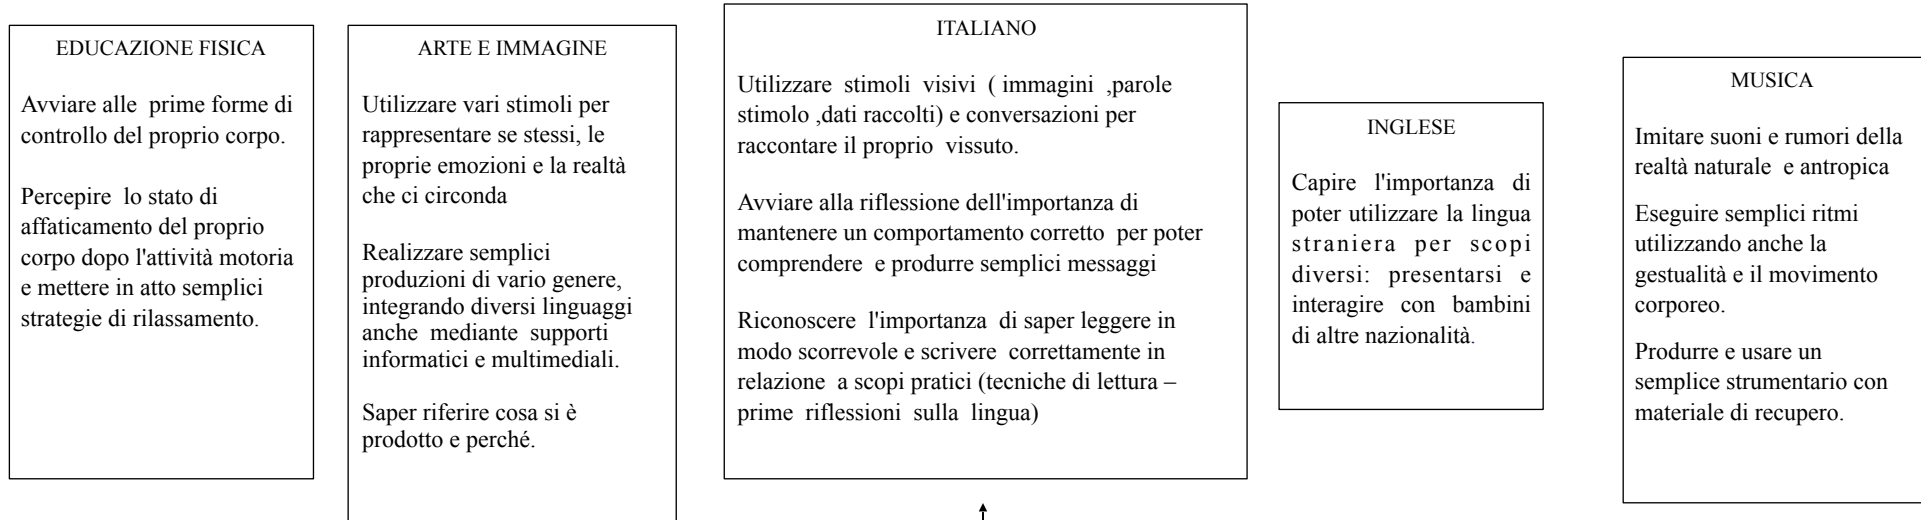 EDUCAZIONE FISICA
Avviare alle prime forme di
controllo del proprio corpo.
Percepire lo stato di
affaticamento del proprio
corpo dopo l'attività motoria
e mettere in atto semplici
strategie di rilassamento.
ARTE E IMMAGINE
Utilizzare vari stimoli per
rappresentare se stessi, le
proprie emozioni e la realtà
che ci circonda
Realizzare semplici
produzioni di vario genere,
integrando diversi linguaggi
anche mediante supporti
informatici e multimediali.
Saper riferire cosa si è
prodotto e perché.
ITALIANO
Utilizzare stimoli visivi ( immagini ,parole
stimolo ,dati raccolti) e conversazioni per
raccontare il proprio vissuto.
Avviare alla riflessione dell'importanza di
mantenere un comportamento corretto per poter
comprendere e produrre semplici messaggi
Riconoscere l'importanza di saper leggere in
modo scorrevole e scrivere correttamente in
relazione a scopi pratici (tecniche di lettura –
prime riflessioni sulla lingua)
INGLESE
Capire l'importanza di
poter utilizzare la lingua
straniera per scopi
diversi: presentarsi e
interagire con bambini
di altre nazionalità.
MUSICA
Imitare suoni e rumori della
realtà naturale e antropica
Eseguire semplici ritmi
utilizzando anche la
gestualità e il movimento
corporeo.
Produrre e usare un
semplice strumentario con
materiale di recupero.